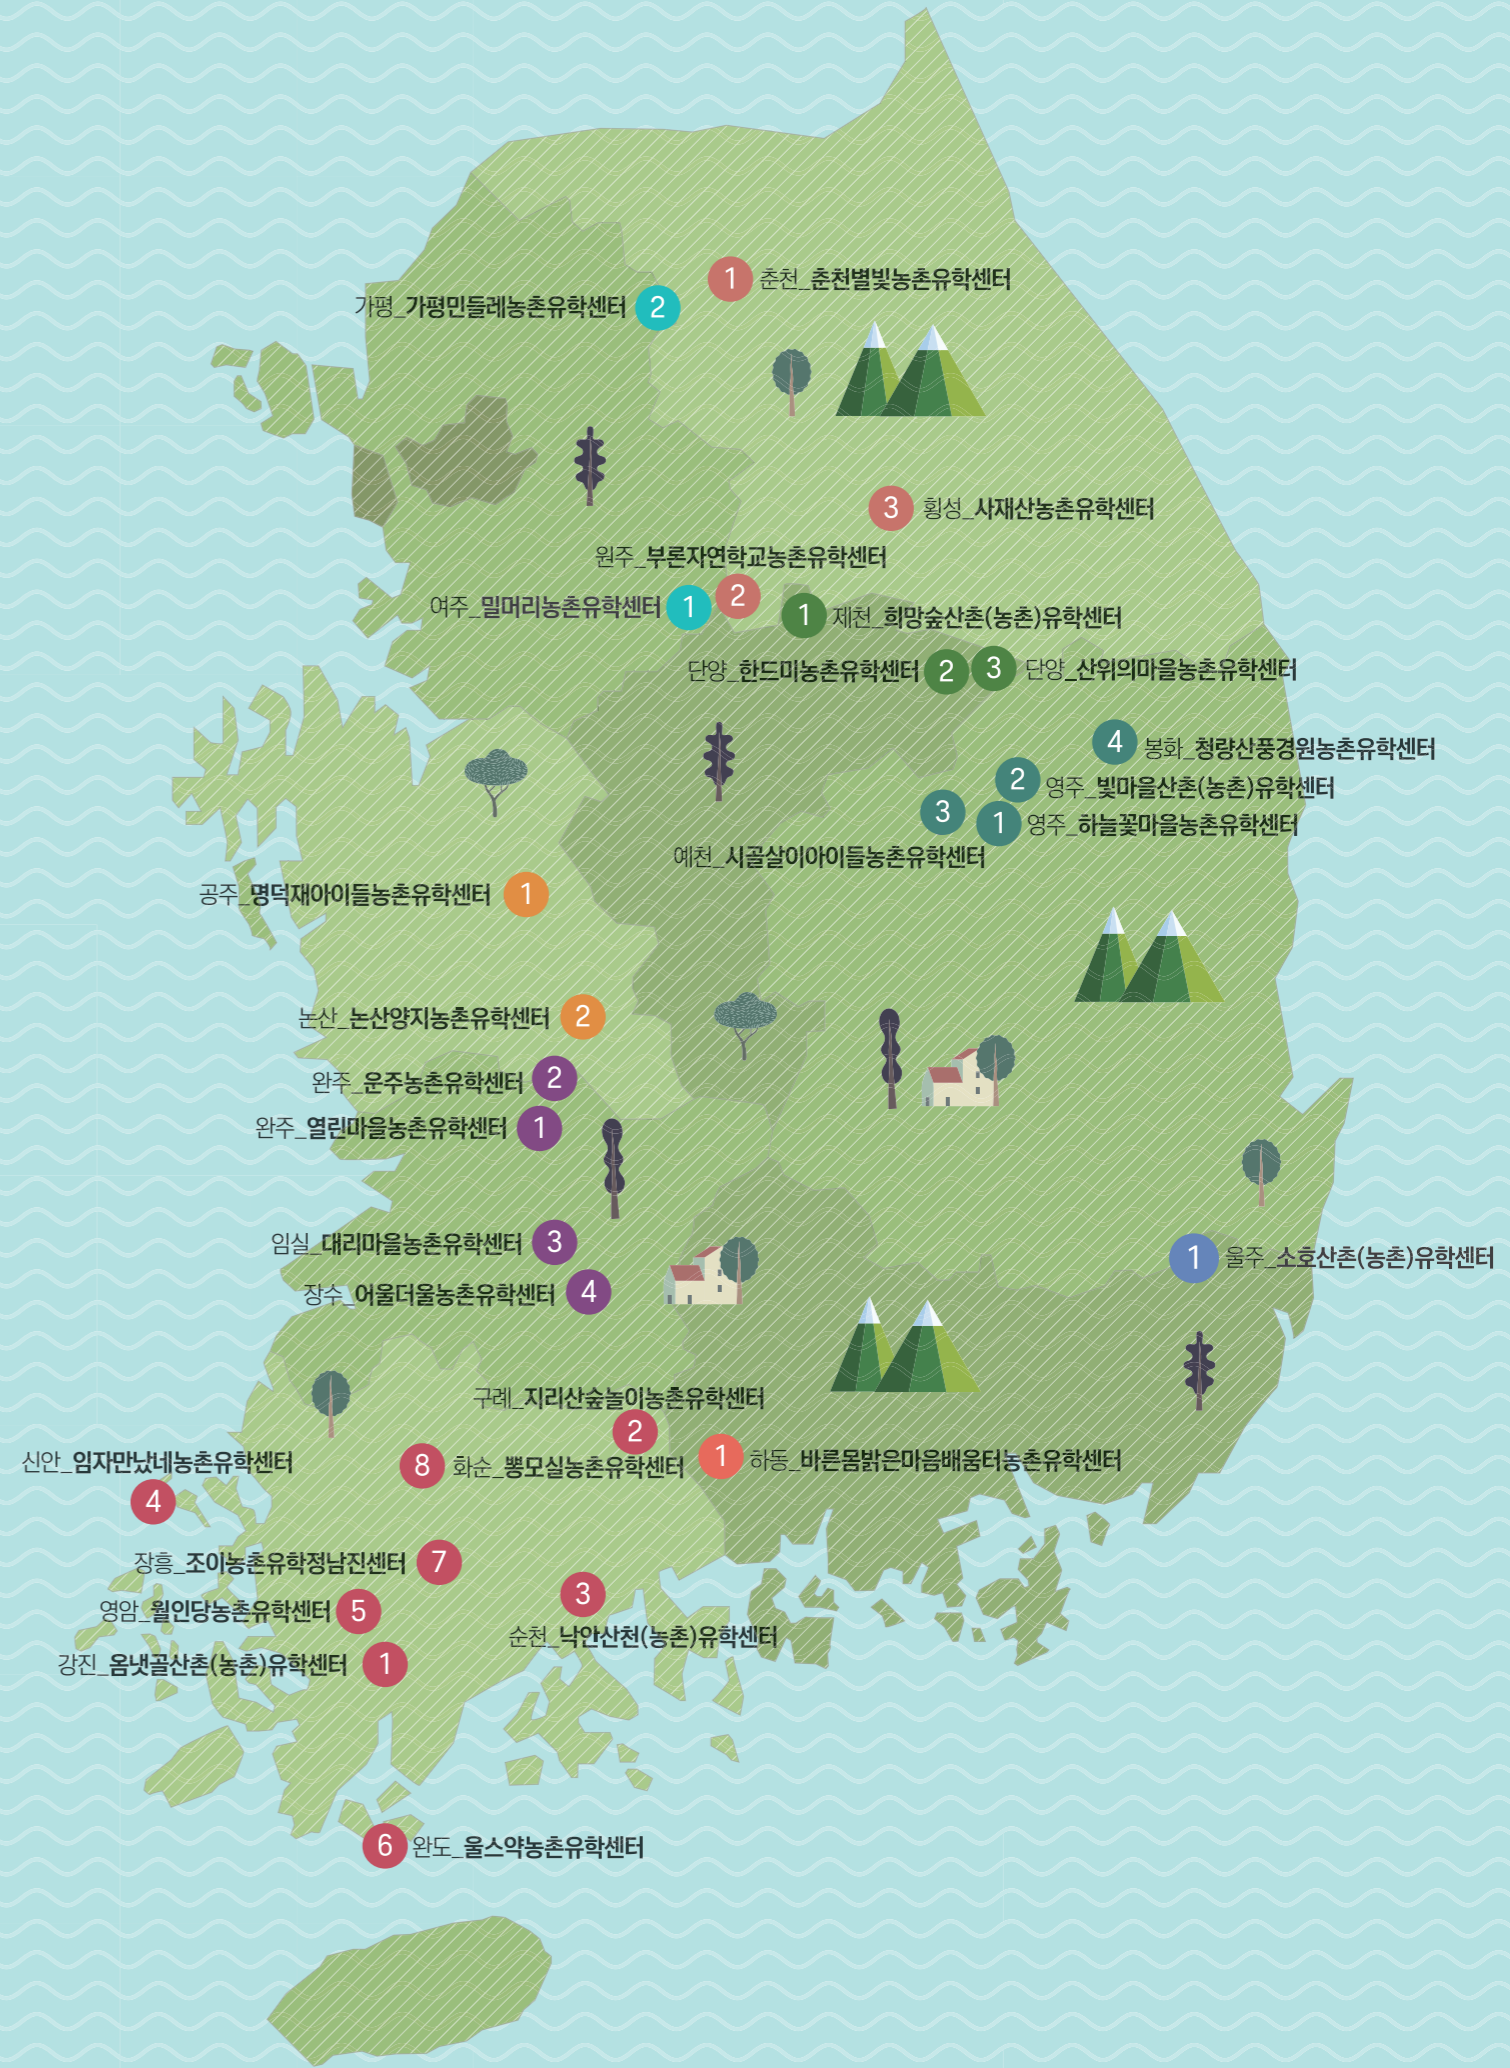 1 춘천_춘천별빛농촌유학센터
가평_가평민들레농촌유학센터 2
3 횡성_사재산농촌유학센터
원주_부론자연학교농촌유학센터
2
여주_밀머리농촌유학센터 1
1 제천_희망숲산촌(농촌)유학센터
단양_한드미농촌유학센터 2
3 단양_산위의마을농촌유학센터
4 봉화_청량산풍경원농촌유학센터
2 영주_빛마을산촌(농촌)유학센터
3
1 영주_하늘꽃마을농촌유학센터
예천_시골살이아이들농촌유학센터
공주_명덕재아이들농촌유학센터 1
논산_논산양지농촌유학센터 2
완주_운주농촌유학센터 2
완주_열린마을농촌유학센터 1
임실_대리마을농촌유학센터 3
1 울주_소호산촌(농촌)유학센터
장수_어울더울농촌유학센터 4
구례_지리산숲놀이농촌유학센터
2
신안_임자만났네농촌유학센터
4
8 화순_뽕모실농촌유학센터
1 하동_바른몸밝은마음배움터농촌유학센터
장흥_조이농촌유학정남진센터 7
영암_월인당농촌유학센터 5
3
순천_낙안산천(농촌)유학센터
강진_옴냇골산촌(농촌)유학센터 1
6 완도_울스약농촌유학센터